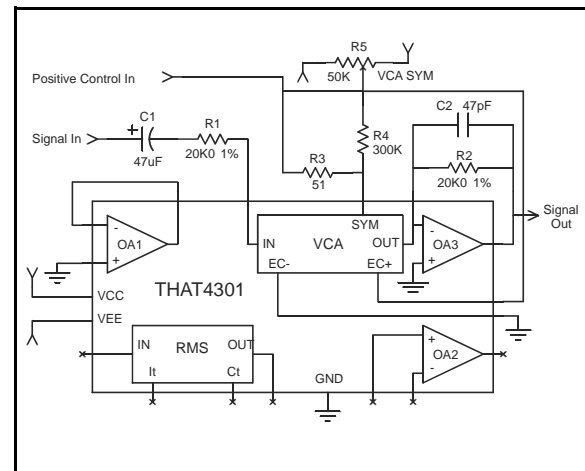 R5
50K
VCA SYM
Positive Control In
C1
+
47uF
Signal In
R1
20K0 1%
R3
51
R4
300K
C2 47pF
R2
20K0 1%
Signal
Out
-
+
OA1
SYM
IN
VCA
OUT
EC-
EC+
-
+
OA3
THAT4301
VCC
VEE
IN
RMS
OUT
It
Ct
GND
+
-
OA2